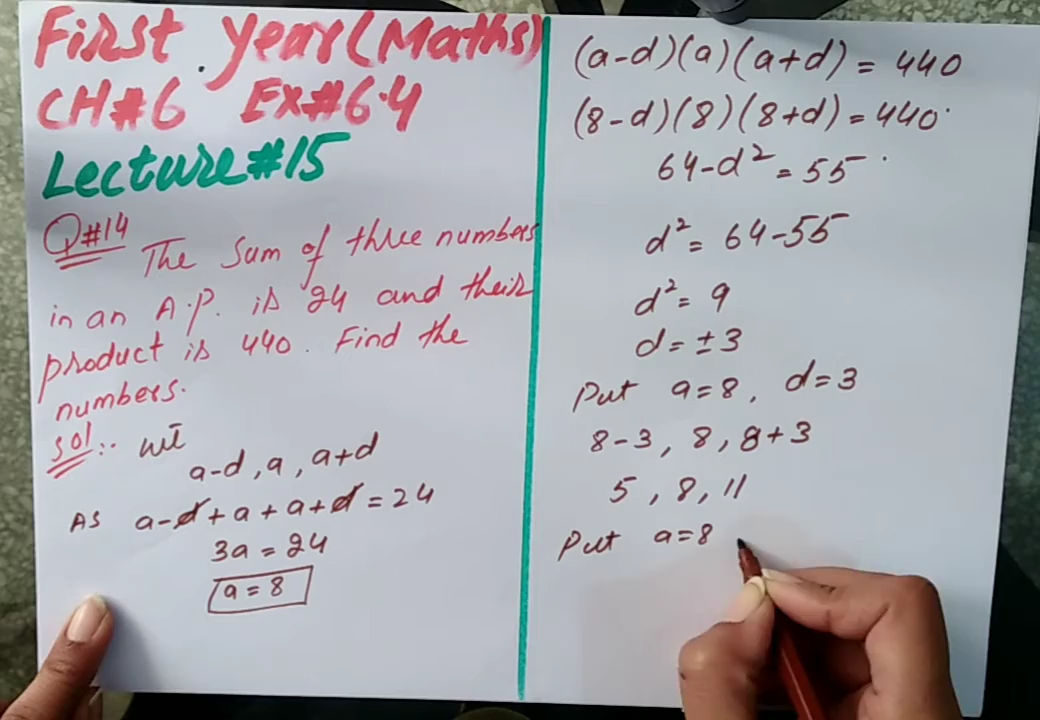 First year (Maths)
CH#6 Ex#6.4
Lecture#15
Q#14 The Sum of three numbers
in an A.P. is 24 and their
product is 440. Find the
numbers.
Sol:.
a-d, a, a+d
As a-d+a+a+d=24
3a=24
a=8
(a-d)(a)(a+d)=440
(8-d)(8)(8+d)=440
64-d²=55
d²=64-55
d²=9
d=±3
Put a=8, d=3
8-3, 8, 8+3
5, 8, 11
Put a=8